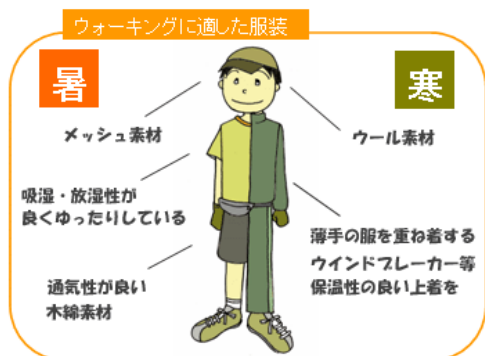 ウォーキングに適した服装
暑
寒
メッシュ素材
ウール素材
吸湿・放湿性が
良くゆったりしている
薄手の服を重ね着する
ウインドブレーカー等
保温性の良い上着を
通気性が良い
木綿素材